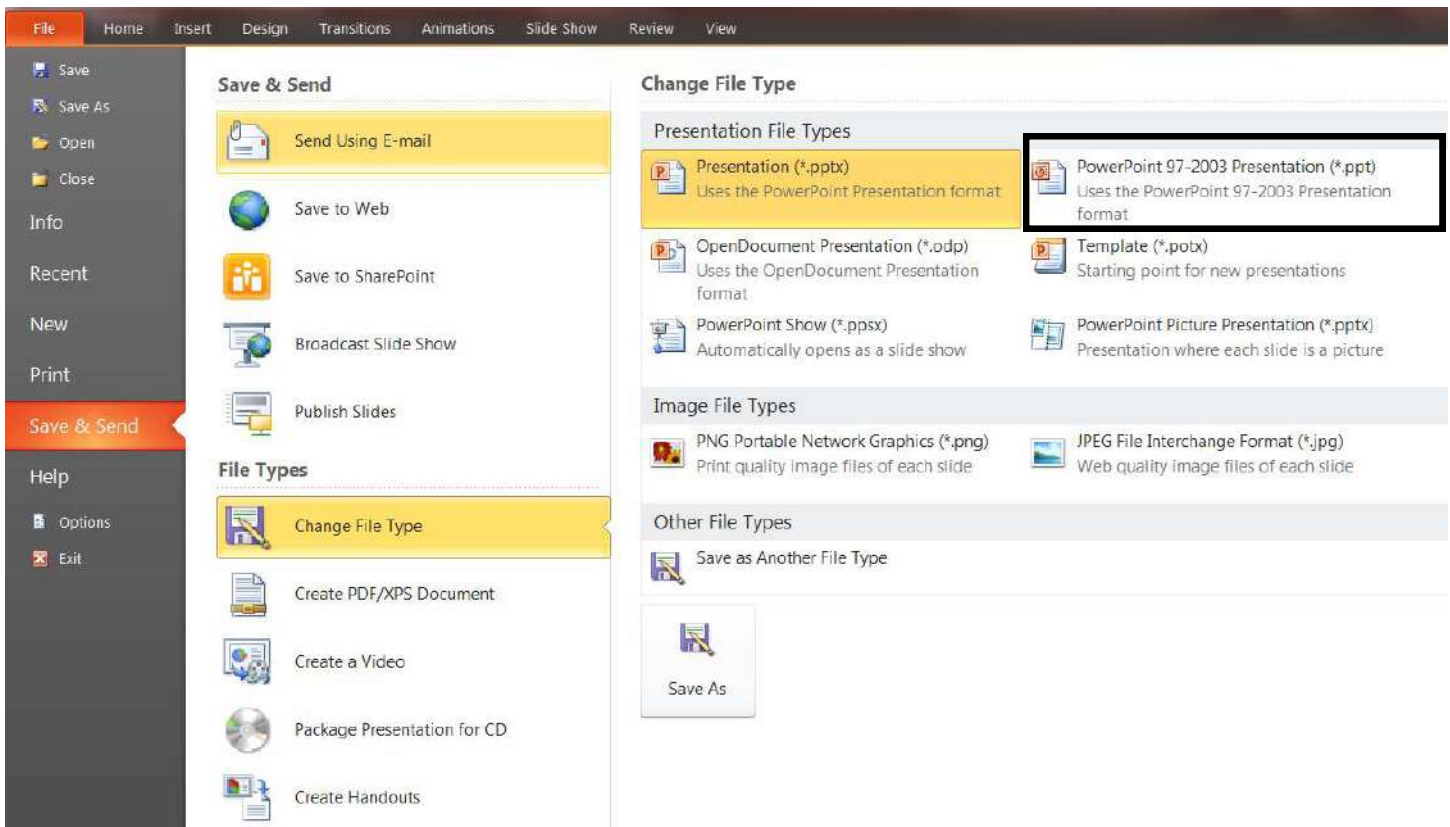 File Home Insert Design Transitions Animations Slide Show Review View
Save
Save As
Open
Close
Info
Recent
New
Print
Save & Send
Help
Options
Exit
Save & Send
Send Using E-mail
Save to Web
Save to SharePoint
Broadcast Slide Show
Publish Slides
File Types
Change File Type
Create PDF/XPS Document
Create a Video
Package Presentation for CD
Create Handouts
Change File Type
Presentation File Types
Presentation (*.pptx)
Uses the PowerPoint Presentation format
PowerPoint 97-2003 Presentation (*.ppt)
Uses the PowerPoint 97-2003 Presentation
format
OpenDocument Presentation (*.odp)
Uses the OpenDocument Presentation
format
Template (*.potx)
Starting point for new presentations
PowerPoint Show (*.ppsx)
Automatically opens as a slide show
PowerPoint Picture Presentation (*.pptx)
Presentation where each slide is a picture
Image File Types
PNG Portable Network Graphics (*.png)
Print quality image files of each slide
JPEG File Interchange Format (*.jpg)
Web quality image files of each slide
Other File Types
Save as Another File Type
Save As